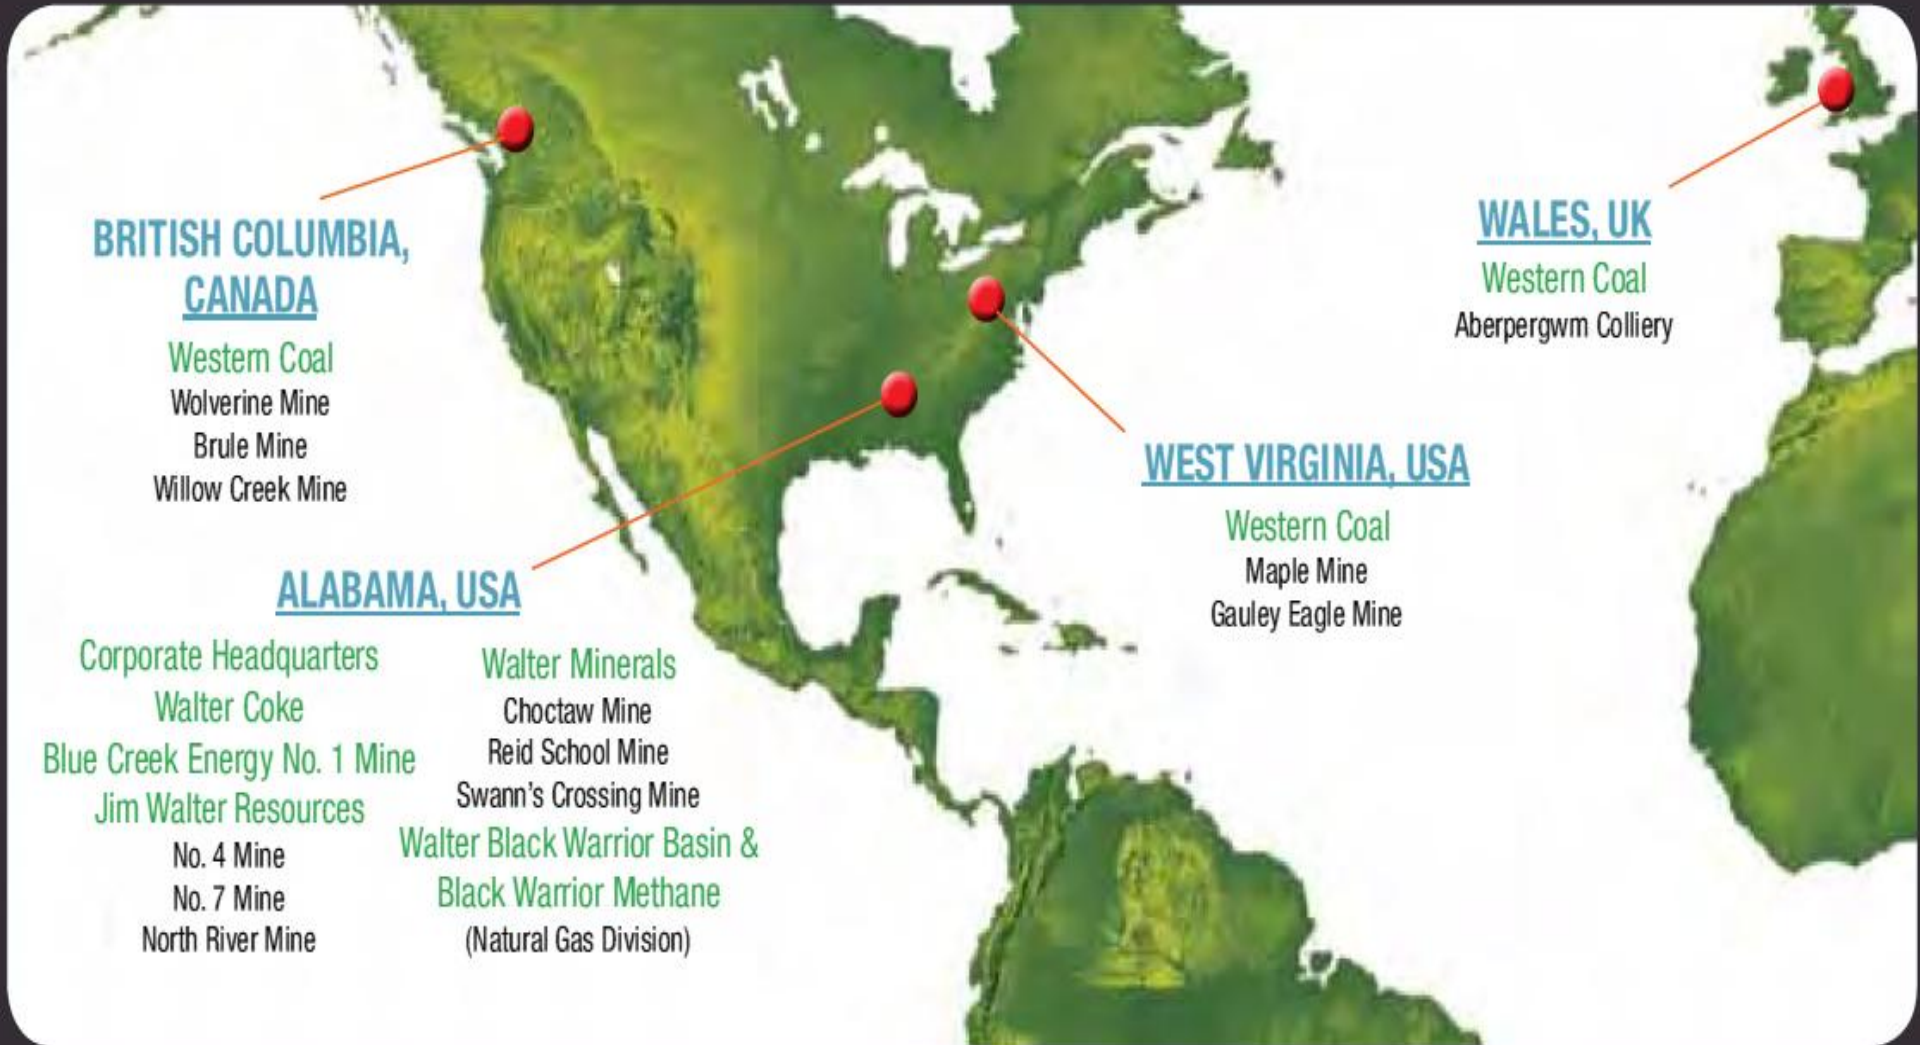 BRITISH COLUMBIA,
CANADA
Western Coal
Wolverine Mine
Brule Mine
Willow Creek Mine
ALABAMA, USA
Corporate Headquarters
Walter Coke
Blue Creek Energy No. 1 Mine
Jim Walter Resources
No. 4 Mine
No. 7 Mine
North River Mine
Walter Minerals
Choctaw Mine
Reid School Mine
Swann's Crossing Mine
Walter Black Warrior Basin &
Black Warrior Methane
(Natural Gas Division)
WEST VIRGINIA, USA
Western Coal
Maple Mine
Gauley Eagle Mine
WALES, UK
Western Coal
Aberpergwm Colliery